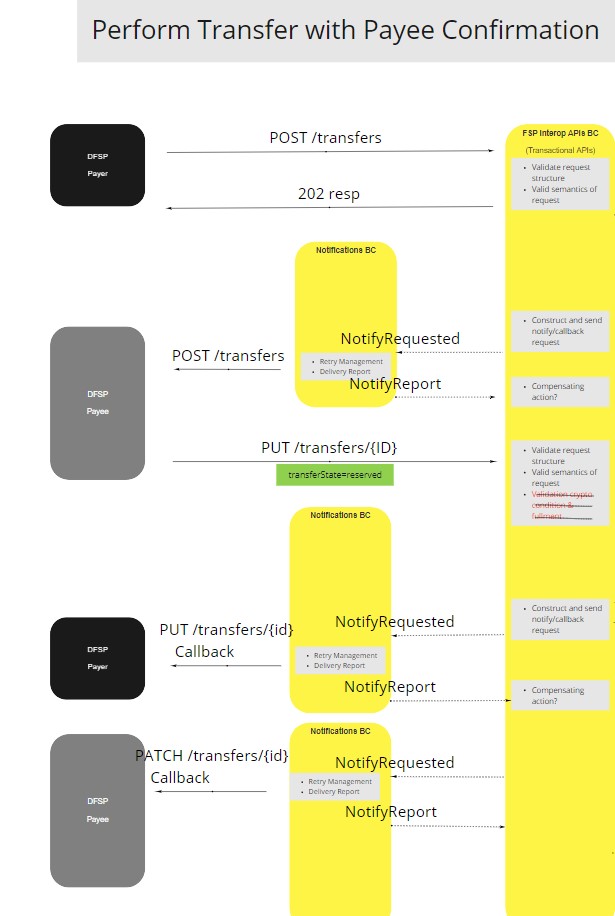 Perform Transfer with Payee Confirmation
DFSP
Payer
POST /transfers
202 resp
FSP Interop APIs BC
(Transactional APIs)
• Validate request
structure
• Valid semantics of
request
Notifications BC
DFSP
Payee
POST /transfers
NotifyRequested
• Retry Management
• Delivery Report
NotifyReport
• Construct and send
notify/callback
request
• Compensating
action?
PUT /transfers/{ID}
transferState=reserved
• Validate request
structure
• Valid semantics of
request
• Validation crypto
condition &
fullment
Notifications BC
DFSP
Payer
PUT /transfers/{id}
Callback
NotifyRequested
• Retry Management
• Delivery Report
NotifyReport
• Construct and send
notify/callback
request
• Compensating
action?
Notifications BC
DFSP
Payee
PATCH /transfers/{id}
Callback
NotifyRequested
• Retry Management
• Delivery Report
NotifyReport